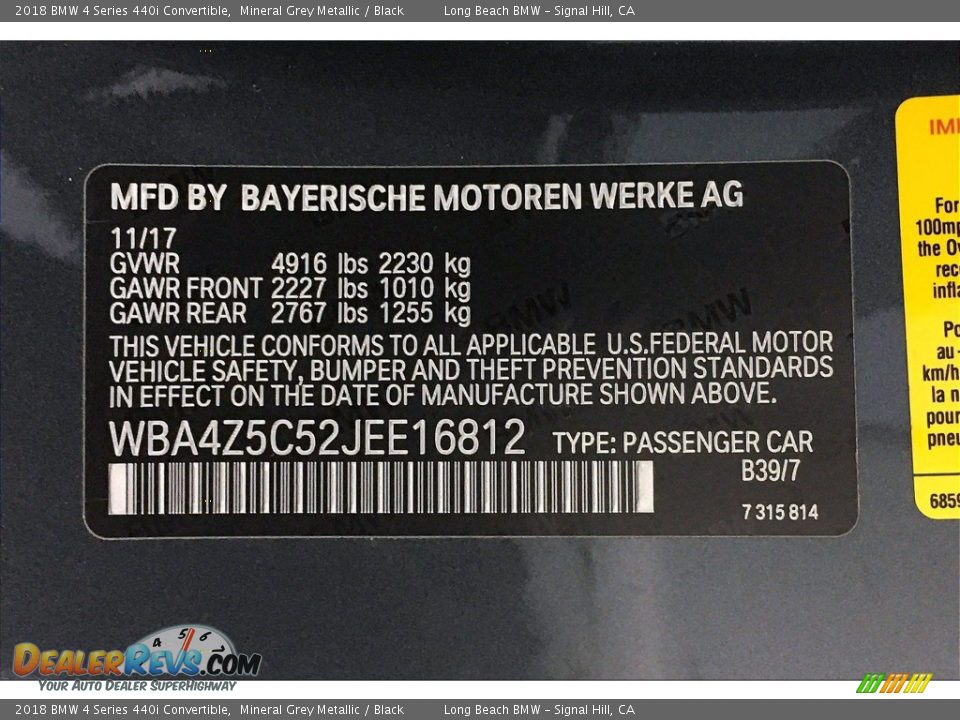 2018 BMW 4 Series 440i Convertible,  Mineral Grey Metallic / Black  Long Beach BMW – Signal Hill, CA
MFD BY BAYERISCHE MOTOREN WERKE AG
11/17
GVWR 4916 lbs 2230 kg
GAWR FRONT 2227 lbs 1010 kg
GAWR REAR 2767 lbs 1255 kg
THIS VEHICLE CONFORMS TO ALL APPLICABLE U.S.FEDERAL MOTOR
VEHICLE SAFETY, BUMPER AND THEFT PREVENTION STANDARDS
IN EFFECT ON THE DATE OF MANUFACTURE SHOWN ABOVE.
WBA4Z5C52JEE16812 TYPE: PASSENGER CAR
B39/7
7 315 814
For
100mp
the
infla
au
km/h
la
pour
pneu
DEALERREVS.COM
YOUR AUTO DEALER SUPERHIGHWAY
2018 BMW 4 Series 440i Convertible,  Mineral Grey Metallic / Black  Long Beach BMW – Signal Hill, CA